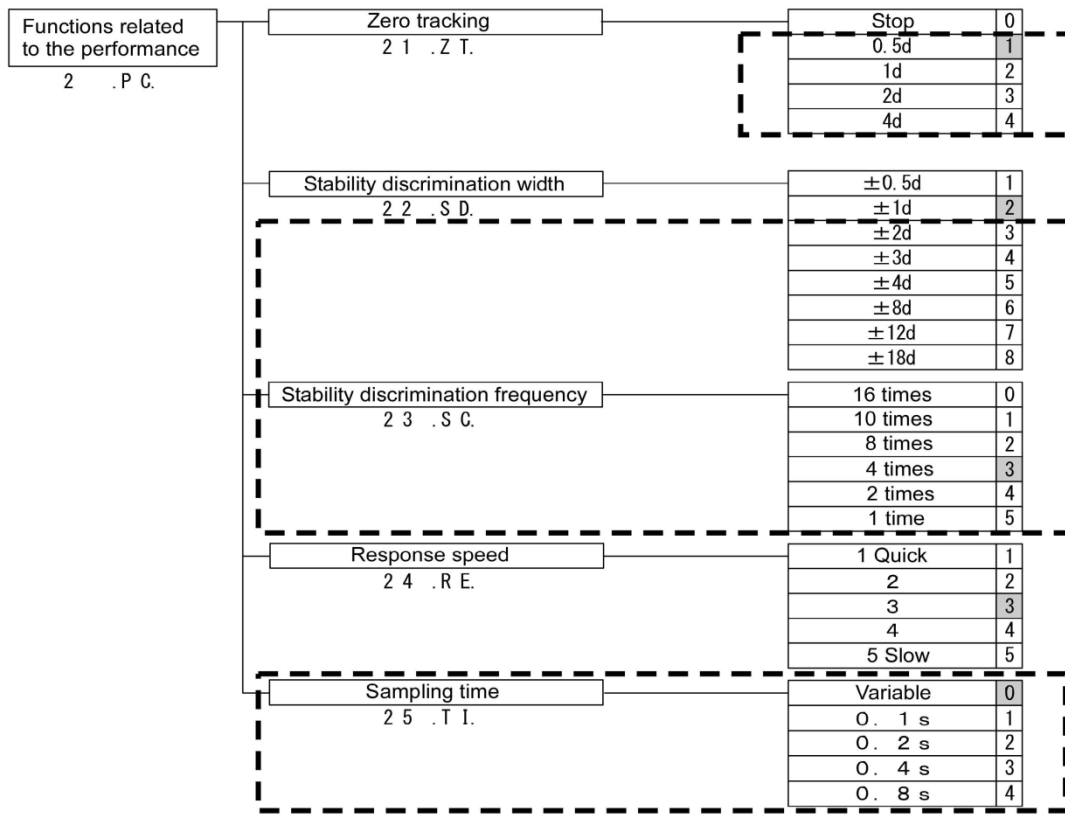 Functions related
to the performance
2 .P C.
Zero tracking
2 1 .Z T.
Stop 0
0.5d 1
1d 2
2d 3
4d 4
Stability discrimination width
2 2 .S D.
±0.5d 1
±1d 2
±2d 3
±3d 4
±4d 5
±8d 6
±12d 7
±18d 8
Stability discrimination frequency
2 3 .S C.
16 times 0
10 times 1
8 times 2
4 times 3
2 times 4
1 time 5
Response speed
2 4 .R E.
1 Quick 1
2 2
3 3
4 4
5 Slow 5
Sampling time
2 5 .T I.
Variable 0
0. 1 s 1
0. 2 s 2
0. 4 s 3
0. 8 s 4